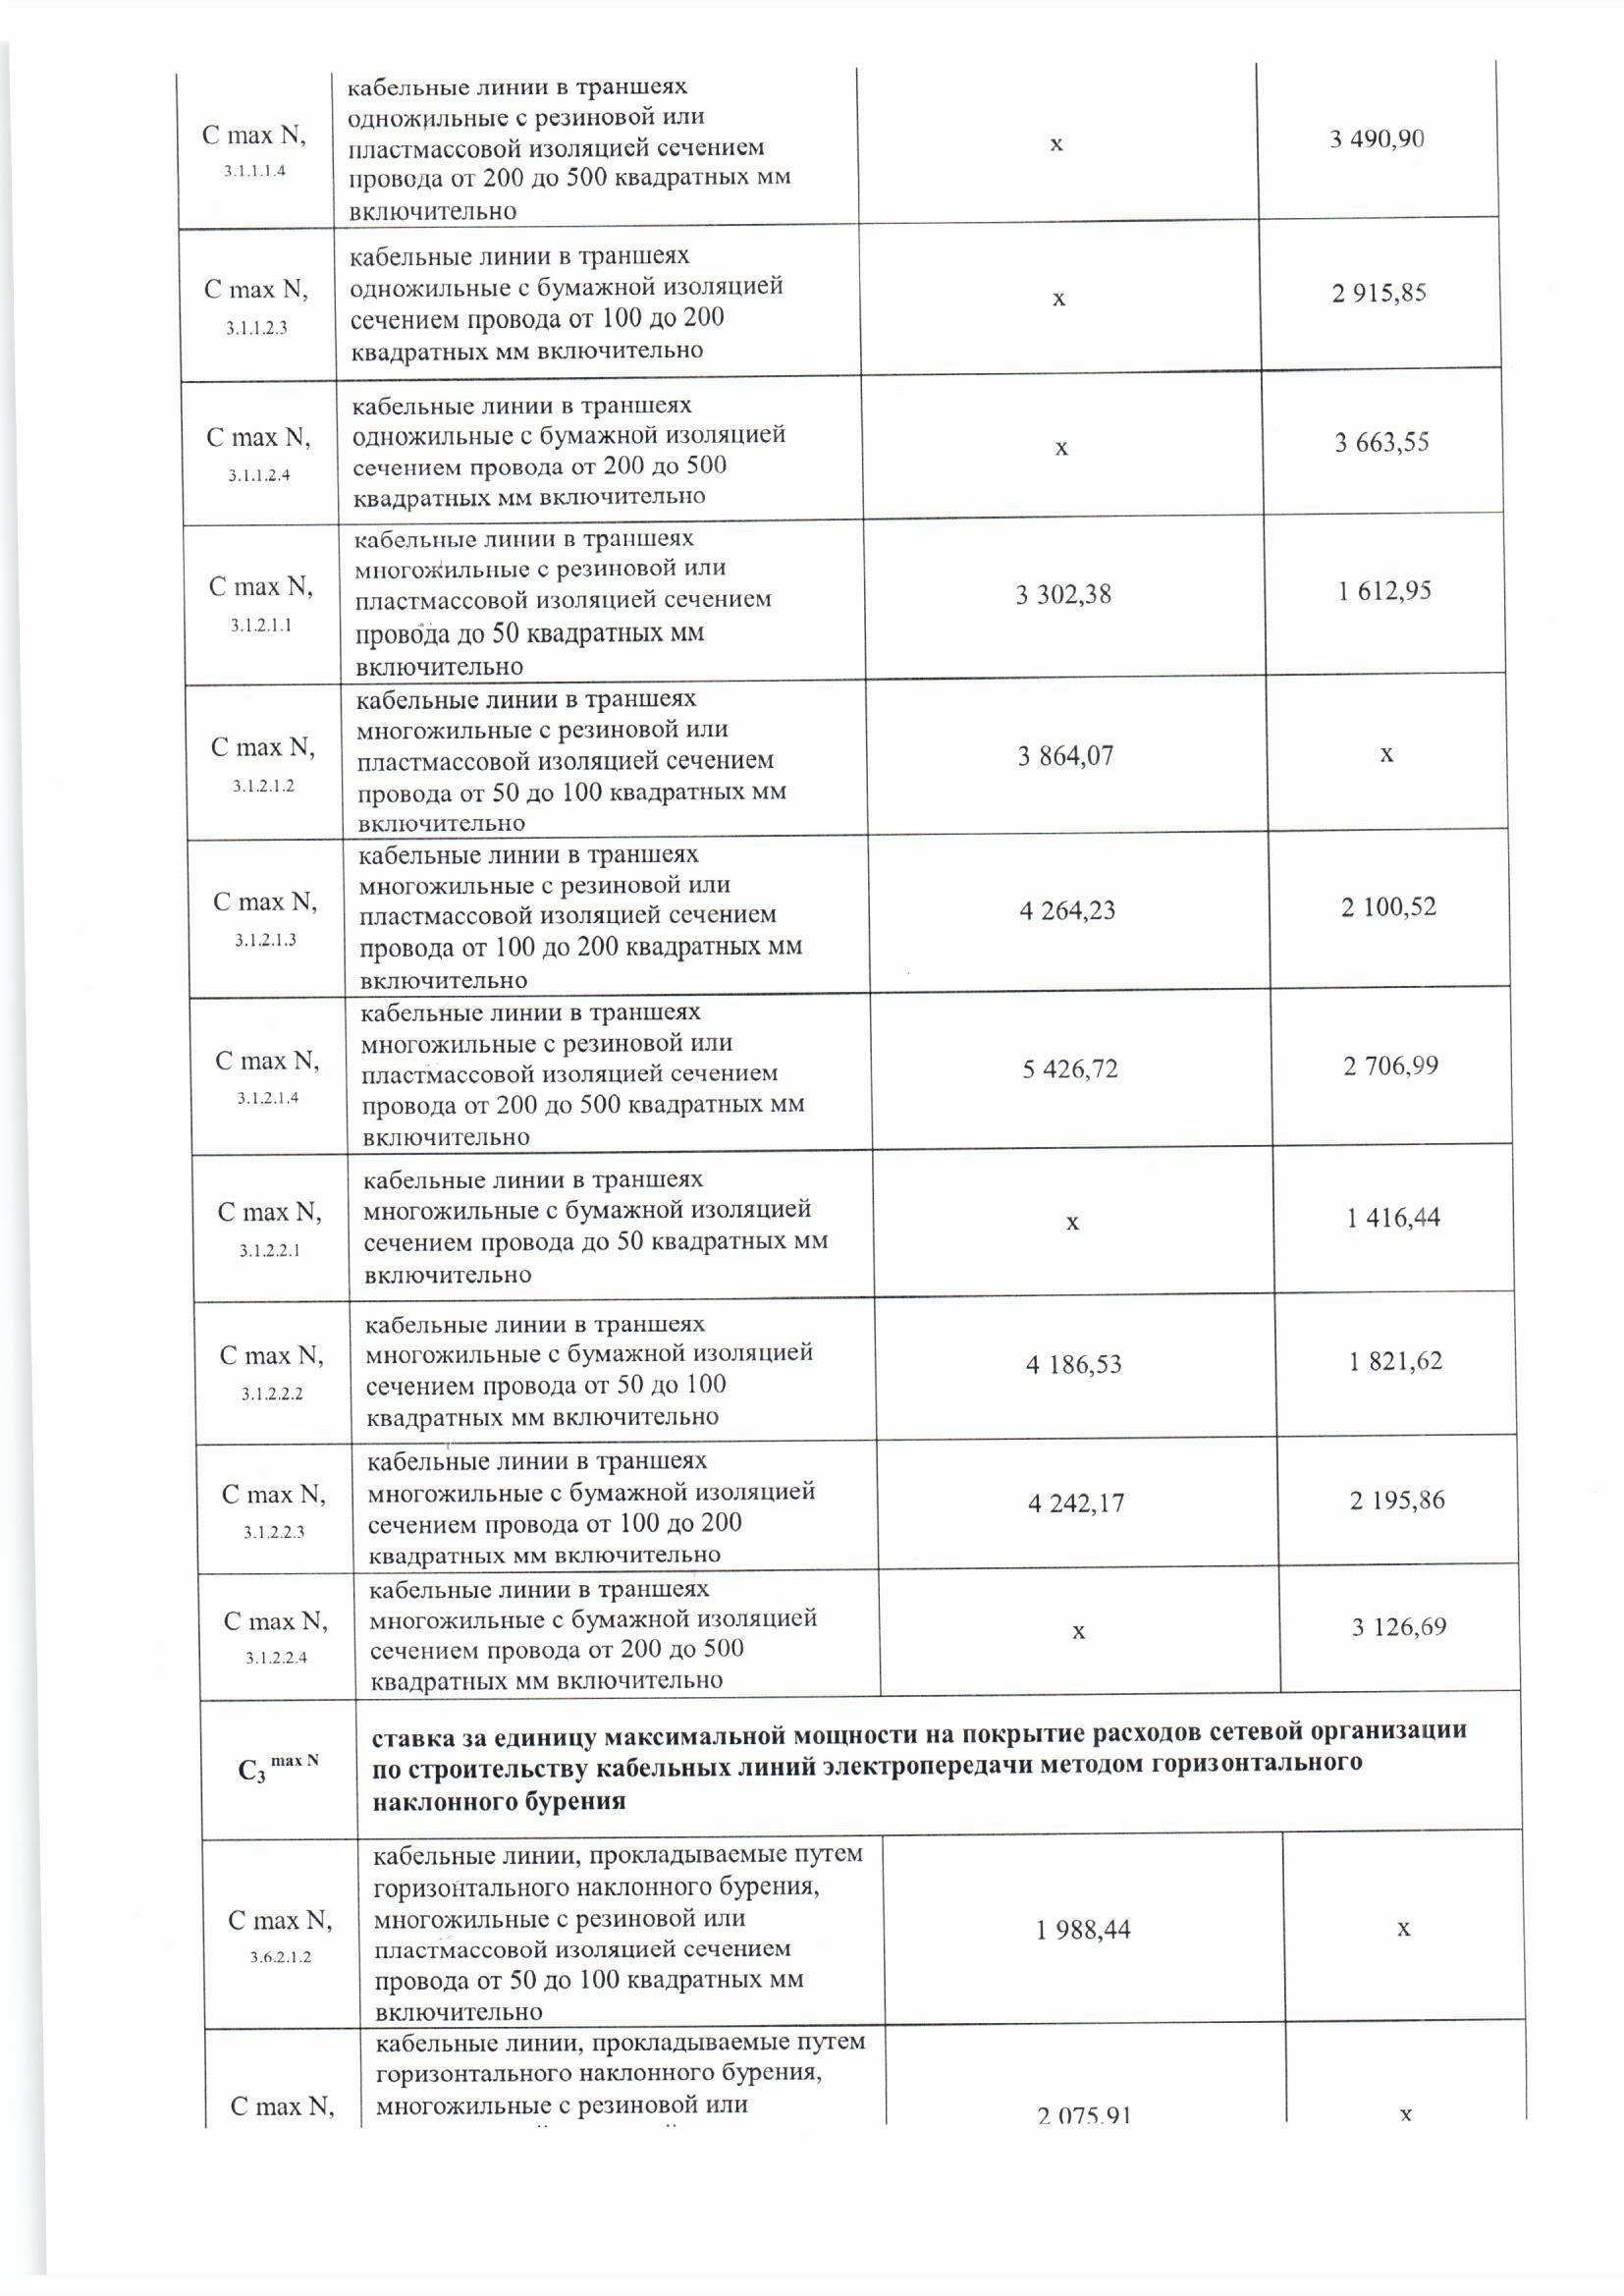 C max N,
3.1.1.1.4
кабельные линии в траншеях
одножильные с резиновой или
пластмассовой изоляцией сечением
провода от 200 до 500 квадратных мм
включительно
x
3 490,90
C max N,
3.1.1.2.3
кабельные линии в траншеях
одножильные с бумажной изоляцией
сечением провода от 100 до 200
квадратных мм включительно
x
2 915,85
C max N,
3.1.1.2.4
кабельные линии в траншеях
одножильные с бумажной изоляцией
сечением провода от 200 до 500
квадратных мм включительно
x
3 663,55
C max N,
3.1.2.1.1
кабельные линии в траншеях
многожильные с резиновой или
пластмассовой изоляцией сечением
провода до 50 квадратных мм
включительно
3 302,38
1 612,95
C max N,
3.1.2.1.2
кабельные линии в траншеях
многожильные с резиновой или
пластмассовой изоляцией сечением
провода от 50 до 100 квадратных мм
включительно
3 864,07
x
C max N,
3.1.2.1.3
кабельные линии в траншеях
многожильные с резиновой или
пластмассовой изоляцией сечением
провода от 100 до 200 квадратных мм
включительно
4 264,23
2 100,52
C max N,
3.1.2.1.4
кабельные линии в траншеях
многожильные с резиновой или
пластмассовой изоляцией сечением
провода от 200 до 500 квадратных мм
включительно
5 426,72
2 706,99
C max N,
3.1.2.2.1
кабельные линии в траншеях
многожильные с бумажной изоляцией
сечением провода до 50 квадратных мм
включительно
x
1 416,44
C max N,
3.1.2.2.2
кабельные линии в траншеях
многожильные с бумажной изоляцией
сечением провода от 50 до 100
квадратных мм включительно
4 186,53
1 821,62
C max N,
3.1.2.2.3
кабельные линии в траншеях
многожильные с бумажной изоляцией
сечением провода от 100 до 200
квадратных мм включительно
4 242,17
2 195,86
C max N,
3.1.2.2.4
кабельные линии в траншеях
многожильные с бумажной изоляцией
сечением провода от 200 до 500
квадратных мм включительно
x
3 126,69
C3 max N
ставка за единицу максимальной мощности на покрытие расходов сетевой организации
по строительству кабельных линий электропередачи методом горизонтального
наклонного бурения
C max N,
3.6.2.1.2
кабельные линии, прокладываемые путем
горизонтального наклонного бурения,
многожильные с резиновой или
пластмассовой изоляцией сечением
провода от 50 до 100 квадратных мм
включительно
1 988,44
x
C max N,
кабельные линии, прокладываемые путем
горизонтального наклонного бурения,
многожильные с резиновой или
2 075,91
x